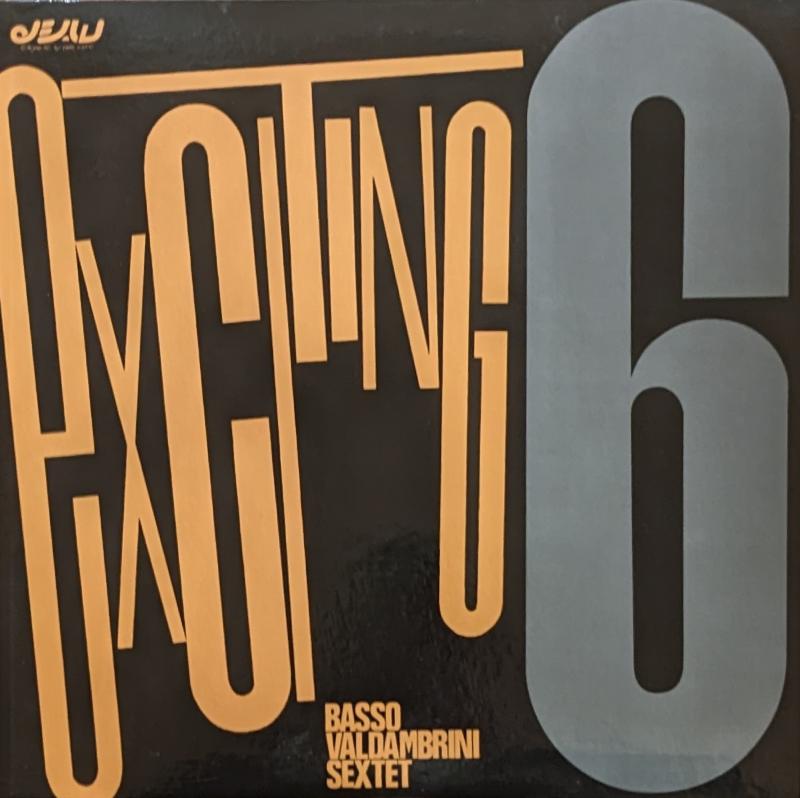 eXCITING 6
BASSO
VALDAMBRINI
SEXTET